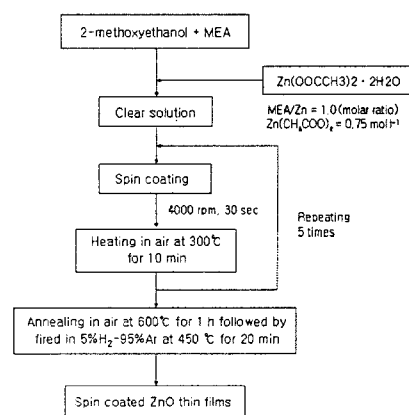 2-methoxyethanol + MEA
Zn(OOCCH3)2 · 2H2O
MEA/Zn = 1.0 (molar ratio)
Zn(CH₃COO)₂ = 0.75 mol l⁻¹
Clear solution
Spin coating
4000 rpm, 30 sec
Repeating
5 times
Heating in air at 300℃
for 10 min
Annealing in air at 600℃ for 1 h followed by
fired in 5%H₂-95%Ar at 450 ℃ for 20 min
Spin coated ZnO thin films